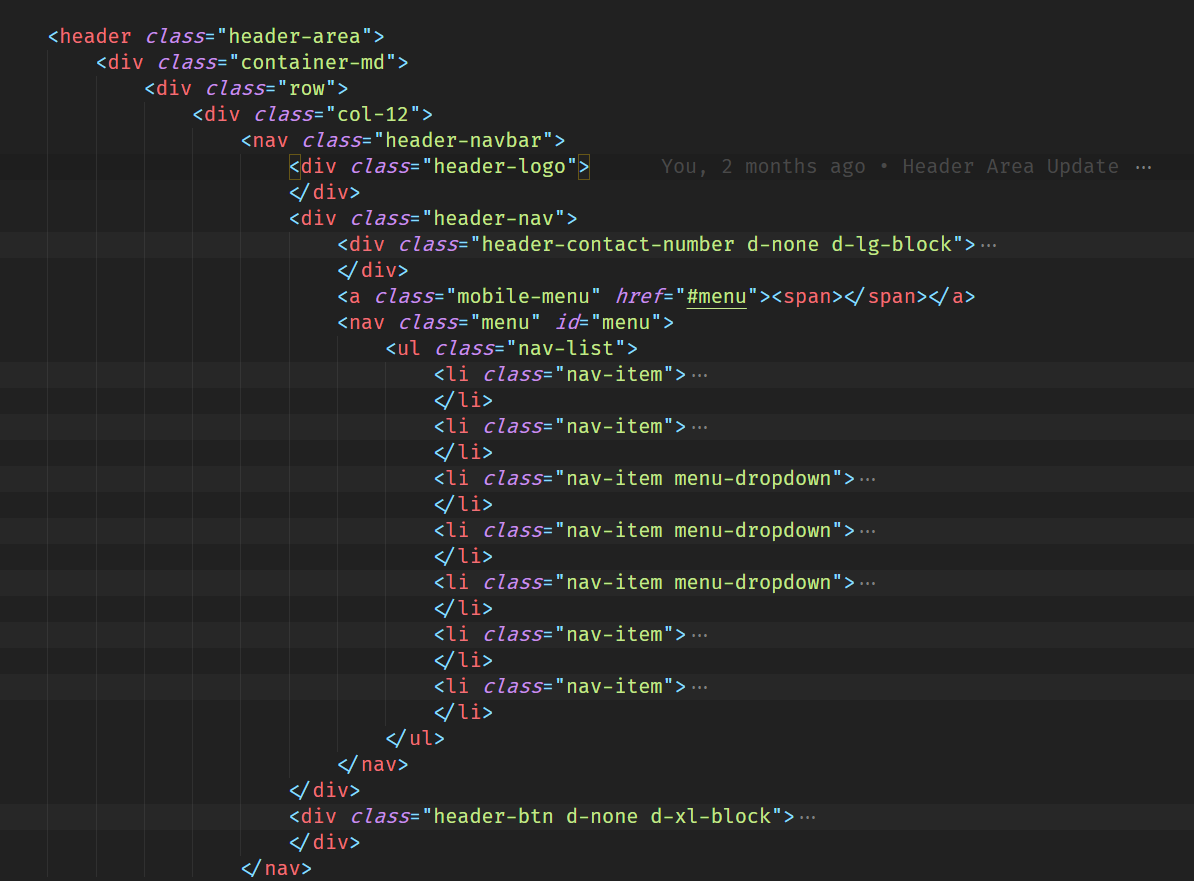 <header class="header-area">
<div class="container-md">
<div class="row">
<div class="col-12">
<nav class="header-navbar">
<div class="header-logo"> You, 2 months ago • Header Area Update ···
</div>
<div class="header-nav">
<div class="header-contact-number d-none d-lg-block">···
</div>
<a class="mobile-menu" href="#menu"><span></span></a>
<nav class="menu" id="menu">
<ul class="nav-list">
<li class="nav-item">···
</li>
<li class="nav-item">···
</li>
<li class="nav-item menu-dropdown">···
</li>
<li class="nav-item menu-dropdown">···
</li>
<li class="nav-item menu-dropdown">···
</li>
<li class="nav-item">···
</li>
<li class="nav-item">···
</li>
</ul>
</nav>
</div>
<div class="header-btn d-none d-xl-block">···
</div>
</nav>